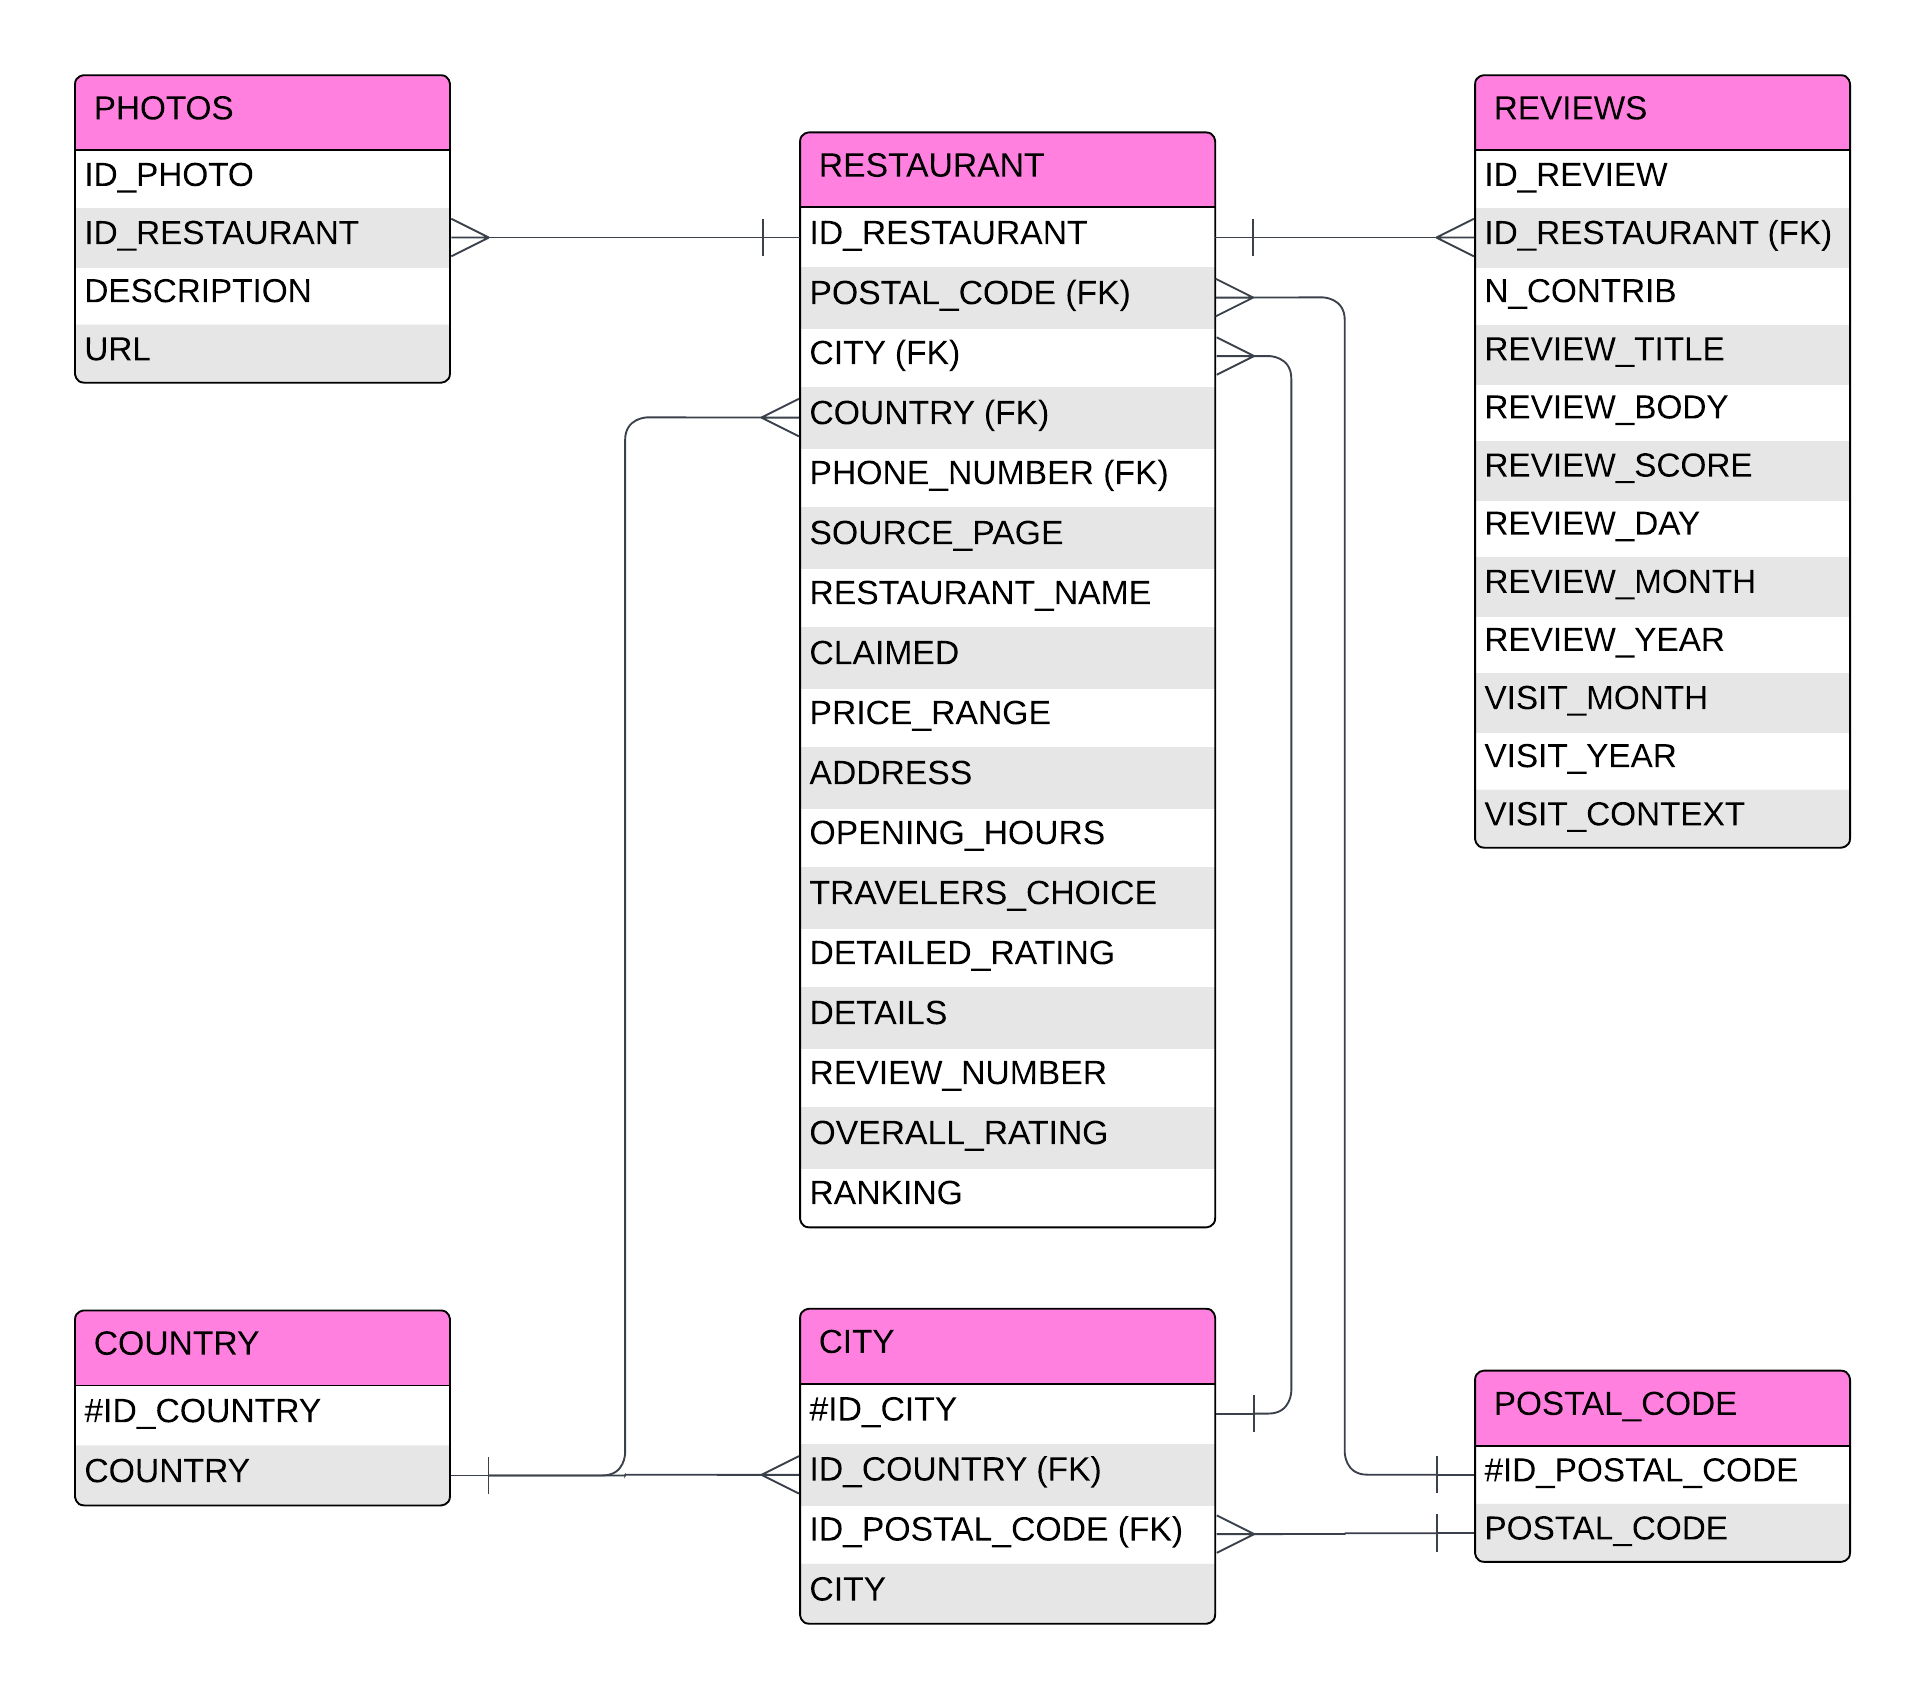 PHOTOS
ID_PHOTO
ID_RESTAURANT
DESCRIPTION
URL
RESTAURANT
ID_RESTAURANT
POSTAL_CODE (FK)
CITY (FK)
COUNTRY (FK)
PHONE_NUMBER (FK)
SOURCE_PAGE
RESTAURANT_NAME
CLAIMED
PRICE_RANGE
ADDRESS
OPENING_HOURS
TRAVELERS_CHOICE
DETAILED_RATING
DETAILS
REVIEW_NUMBER
OVERALL_RATING
RANKING
REVIEWS
ID_REVIEW
ID_RESTAURANT (FK)
N_CONTRIB
REVIEW_TITLE
REVIEW_BODY
REVIEW_SCORE
REVIEW_DAY
REVIEW_MONTH
REVIEW_YEAR
VISIT_MONTH
VISIT_YEAR
VISIT_CONTEXT
COUNTRY
#ID_COUNTRY
COUNTRY
CITY
#ID_CITY
ID_COUNTRY (FK)
ID_POSTAL_CODE (FK)
CITY
POSTAL_CODE
#ID_POSTAL_CODE
POSTAL_CODE